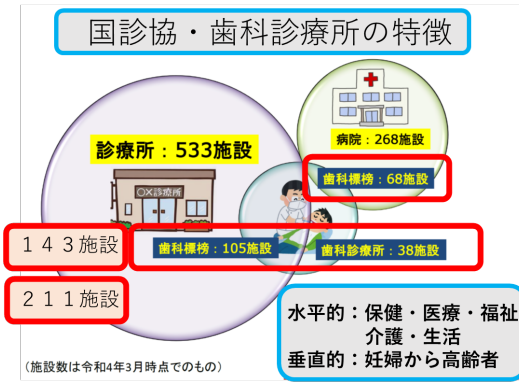 国診協・歯科診療所の特徴
病院：268施設
診療所：533施設
歯科標榜：68施設
〇✕診療所
143施設
歯科標榜：105施設
歯科診療所：38施設
211施設
水平的：保健・医療・福祉
介護・生活
垂直的：妊婦から高齢者
(施設数は令和4年3月時点でのもの)